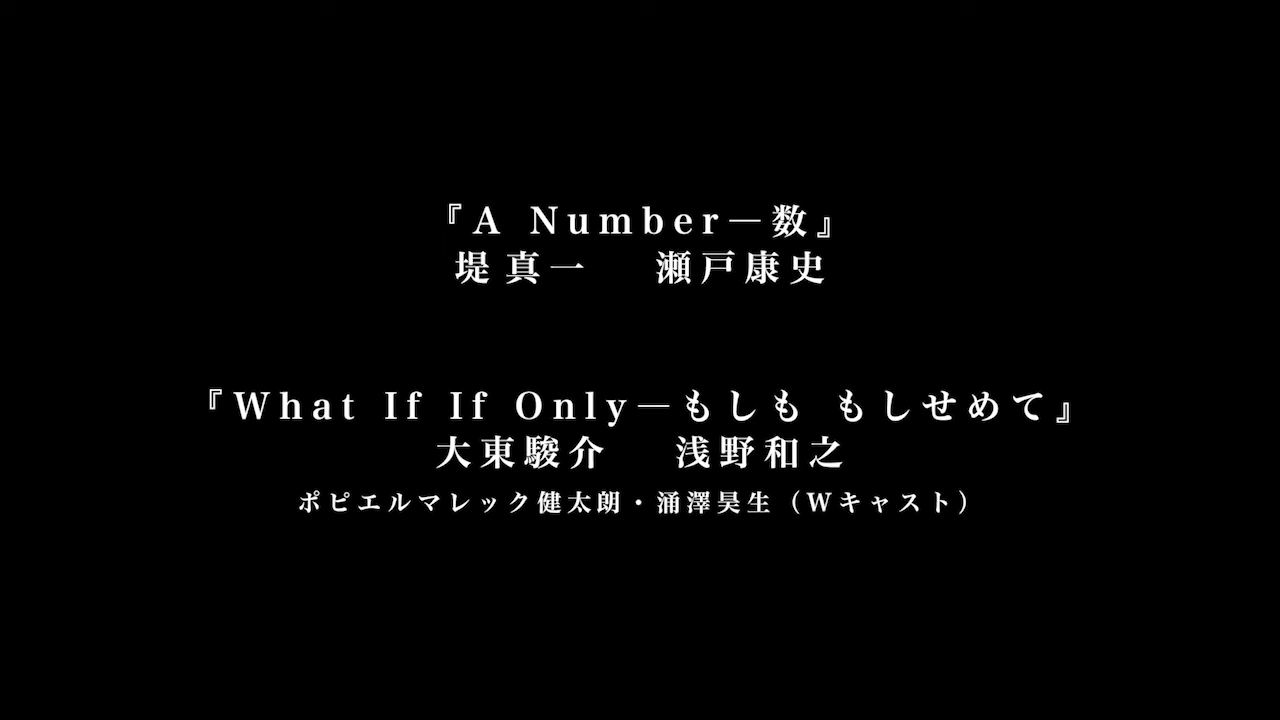 『A Number―数』
堤 真一　瀬戸康史
『What If If Only―もしも もしせめて』
大東駿介　浅野和之
ポピエルマレック健太朗・涌澤昊生（Wキャスト）